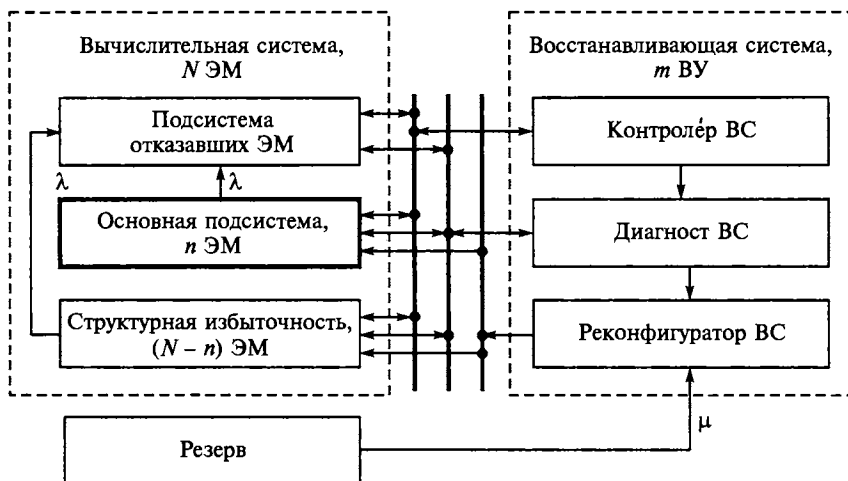 Вычислительная система,
N ЭМ
Подсистема
отказавших ЭМ
λ
λ
Основная подсистема,
n ЭМ
Структурная избыточность,
(N – n) ЭМ
Восстанавливающая система,
m ВУ
Контроле́р ВС
Диагност ВС
Реконфигуратор ВС
μ
Резерв